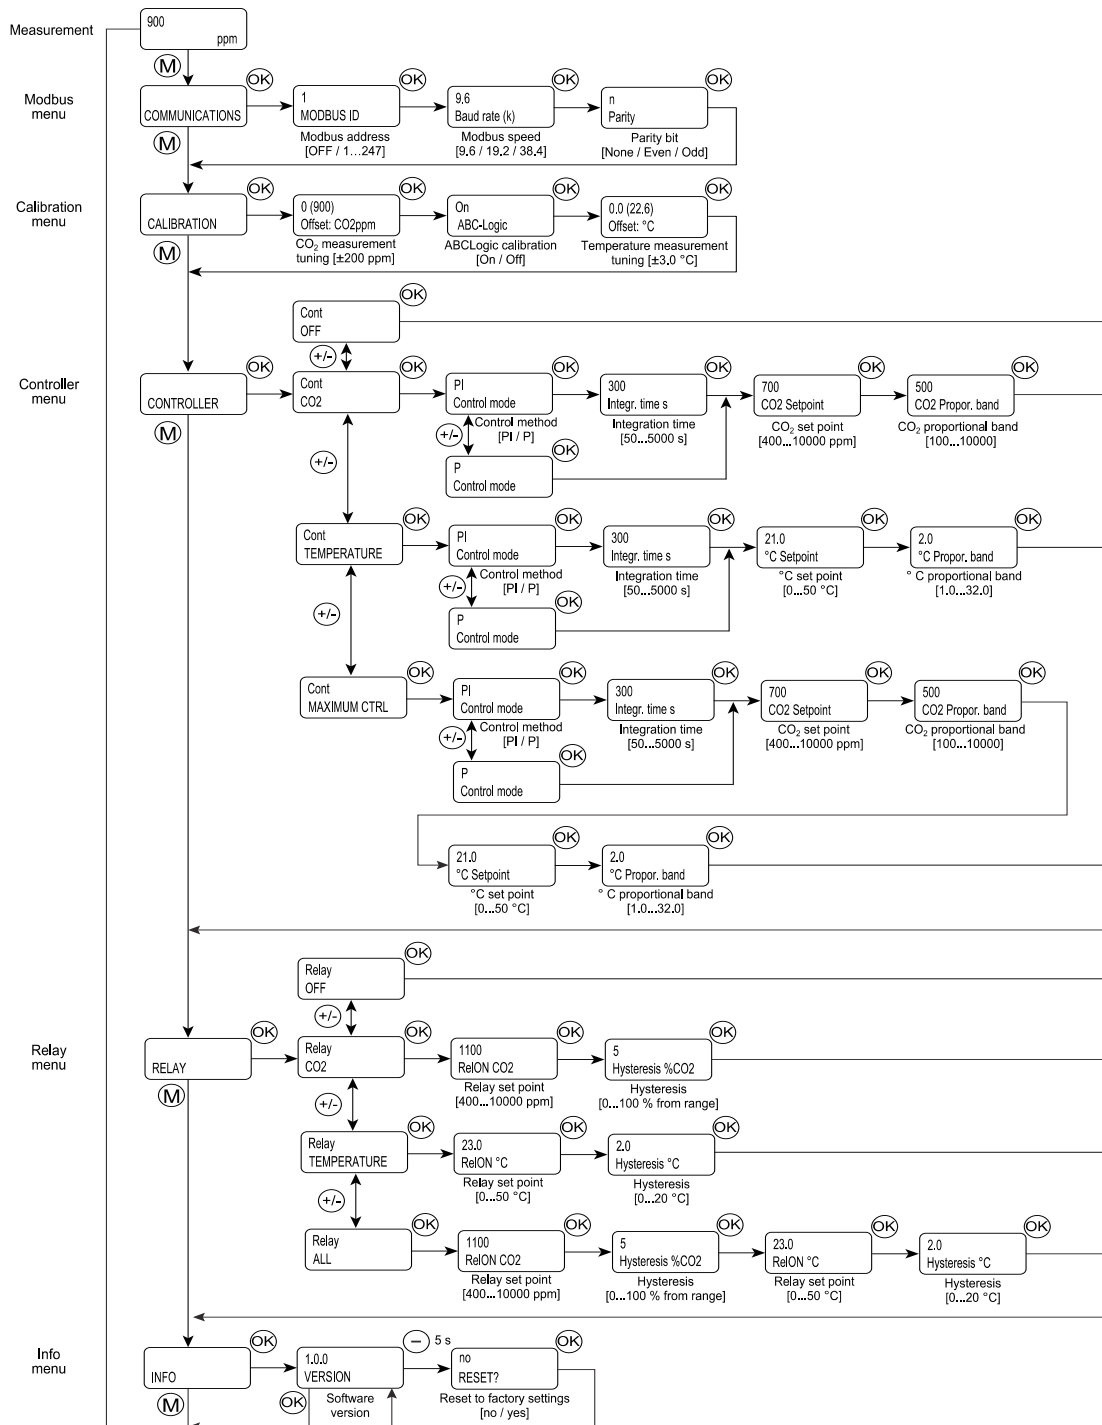 Measurement
900
ppm
M
Modbus
menu
COMMUNICATIONS
OK
1
MODBUS ID
OK
Modbus address
[OFF / 1...247]
9.6
Baud rate (k)
OK
Modbus speed
[9.6 / 19.2 / 38.4]
n
Parity
OK
Parity bit
[None / Even / Odd]
M
Calibration
menu
CALIBRATION
OK
0 (900)
Offset: CO2ppm
OK
CO₂ measurement
tuning [±200 ppm]
On
ABC-Logic
OK
ABCLogic calibration
[On / Off]
0.0 (22.6)
Offset: °C
OK
Temperature measurement
tuning [±3.0 °C]
M
Cont
OFF
OK
+/-
Controller
menu
CONTROLLER
OK
Cont
CO2
OK
PI
Control mode
OK
Control method
[PI / P]
+/-
P
Control mode
OK
300
Integr. time s
OK
Integration time
[50...5000 s]
700
CO2 Setpoint
OK
CO₂ set point
[400...10000 ppm]
500
CO2 Propor. band
OK
CO₂ proportional band
[100...10000]
M
+/-
Cont
TEMPERATURE
OK
PI
Control mode
OK
Control method
[PI / P]
+/-
P
Control mode
OK
300
Integr. time s
OK
Integration time
[50...5000 s]
21.0
°C Setpoint
OK
°C set point
[0...50 °C]
2.0
°C Propor. band
OK
° C proportional band
[1.0...32.0]
+/-
Cont
MAXIMUM CTRL
OK
PI
Control mode
OK
Control method
[PI / P]
+/-
P
Control mode
OK
300
Integr. time s
OK
Integration time
[50...5000 s]
700
CO2 Setpoint
OK
CO₂ set point
[400...10000 ppm]
500
CO2 Propor. band
OK
CO₂ proportional band
[100...10000]
21.0
°C Setpoint
OK
°C set point
[0...50 °C]
2.0
°C Propor. band
OK
° C proportional band
[1.0...32.0]
Relay
OFF
OK
+/-
Relay
menu
RELAY
OK
Relay
CO2
OK
1100
RelON CO2
OK
Relay set point
[400...10000 ppm]
5
Hysteresis %CO2
OK
Hysteresis
[0...100 % from range]
M
+/-
Relay
TEMPERATURE
OK
23.0
RelON °C
OK
Relay set point
[0...50 °C]
2.0
Hysteresis °C
OK
Hysteresis
[0...20 °C]
+/-
Relay
ALL
OK
1100
RelON CO2
OK
Relay set point
[400...10000 ppm]
5
Hysteresis %CO2
OK
Hysteresis
[0...100 % from range]
23.0
RelON °C
OK
Relay set point
[0...50 °C]
2.0
Hysteresis °C
OK
Hysteresis
[0...20 °C]
Info
menu
INFO
OK
1.0.0
VERSION
− 5 s
Software
version
OK
no
RESET?
OK
Reset to factory settings
[no / yes]
M